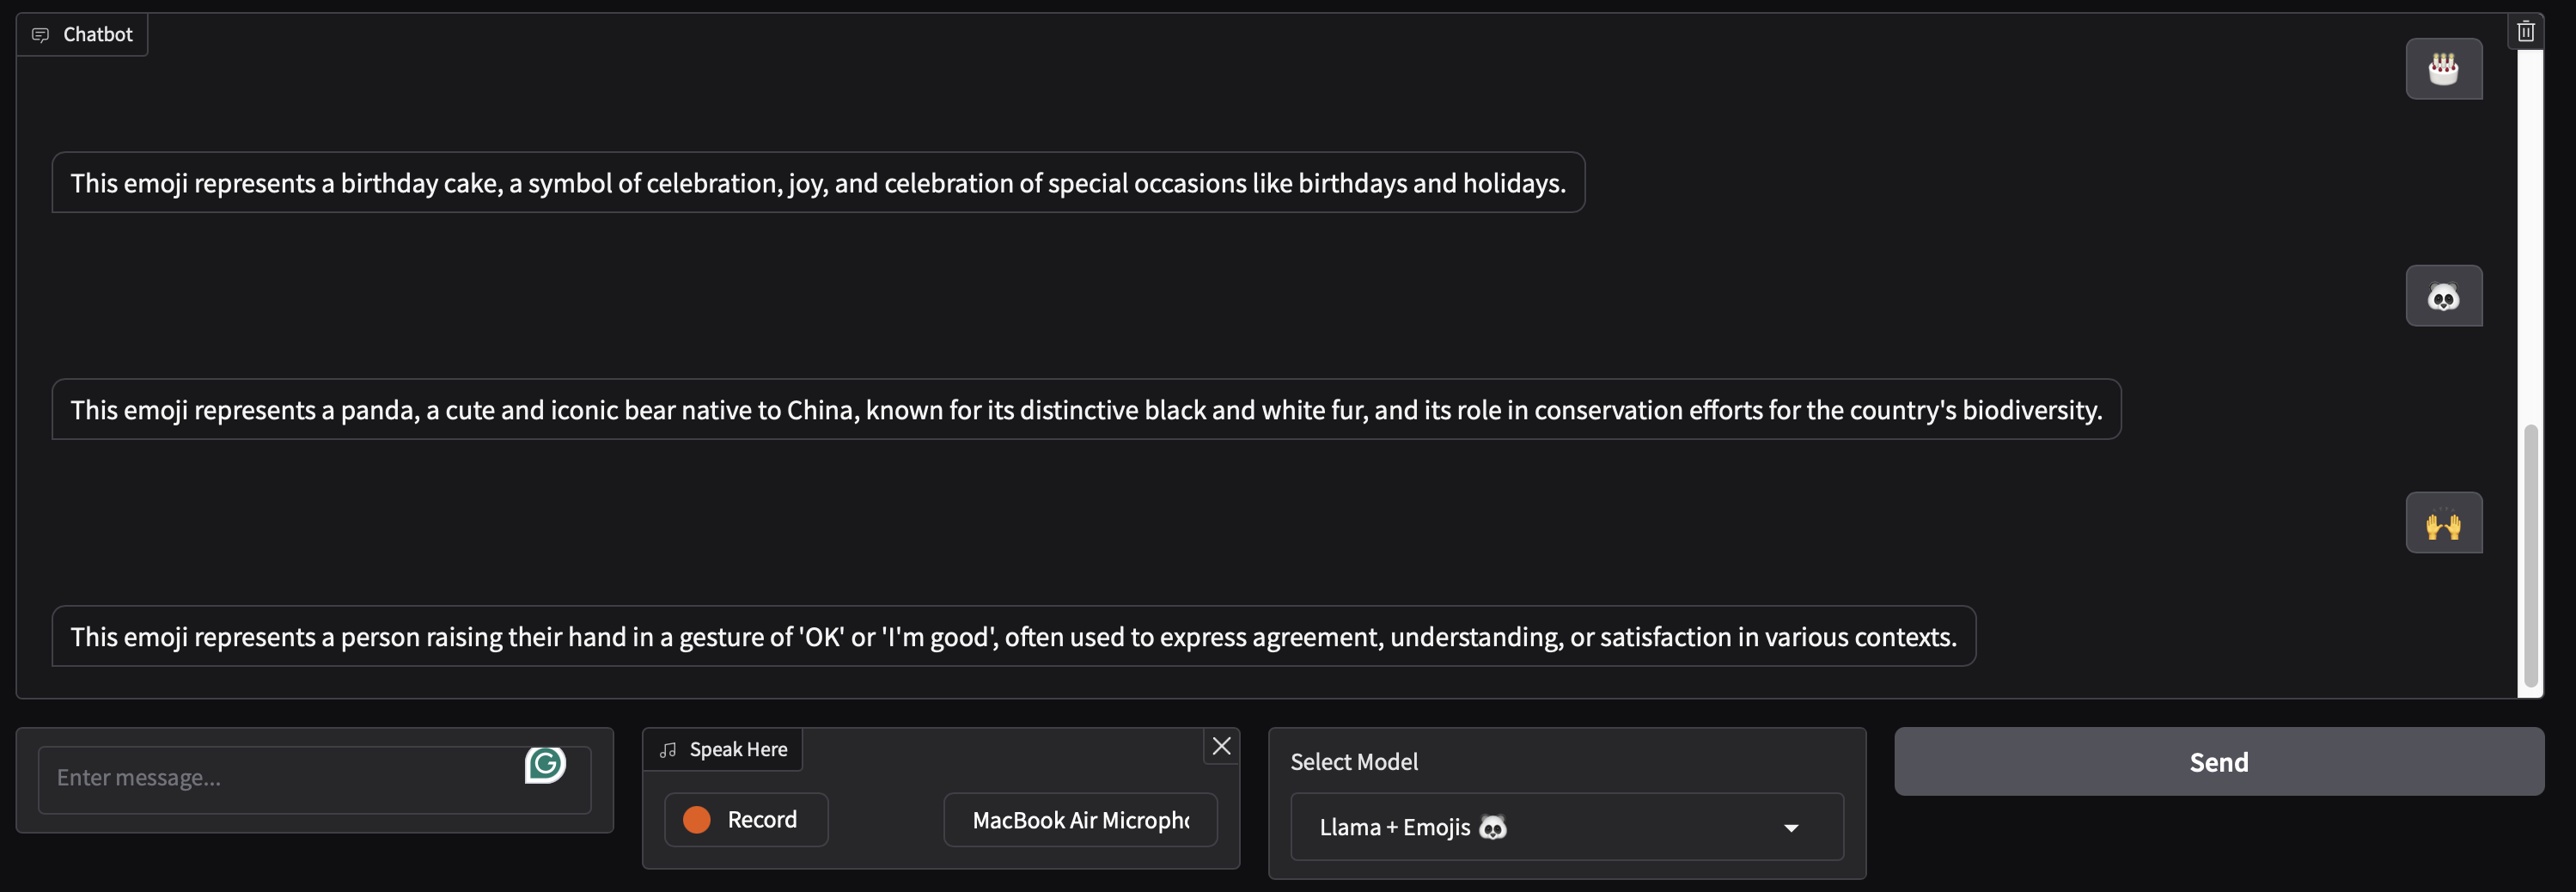 Chatbot
🎂
This emoji represents a birthday cake, a symbol of celebration, joy, and celebration of special occasions like birthdays and holidays.
🐼
This emoji represents a panda, a cute and iconic bear native to China, known for its distinctive black and white fur, and its role in conservation efforts for the country's biodiversity.
🙌
This emoji represents a person raising their hand in a gesture of 'OK' or 'I'm good', often used to express agreement, understanding, or satisfaction in various contexts.
Enter message...
Speak Here
Record
MacBook Air Micropho
Select Model
Llama + Emojis 🐼
Send